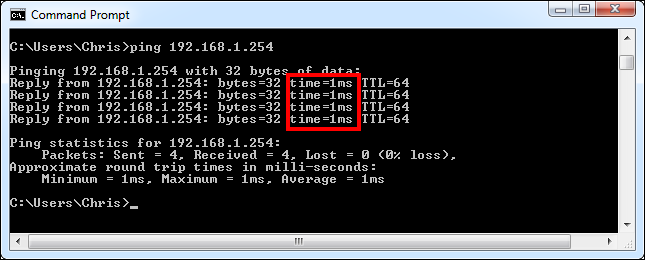 Command Prompt
C:\Users\Chris>ping 192.168.1.254
Pinging 192.168.1.254 with 32 bytes of data:
Reply from 192.168.1.254: bytes=32 time=1ms TTL=64
Reply from 192.168.1.254: bytes=32 time=1ms TTL=64
Reply from 192.168.1.254: bytes=32 time=1ms TTL=64
Reply from 192.168.1.254: bytes=32 time=1ms TTL=64
Ping statistics for 192.168.1.254:
Packets: Sent = 4, Received = 4, Lost = 0 (0% loss),
Approximate round trip times in milli-seconds:
Minimum = 1ms, Maximum = 1ms, Average = 1ms
C:\Users\Chris>_